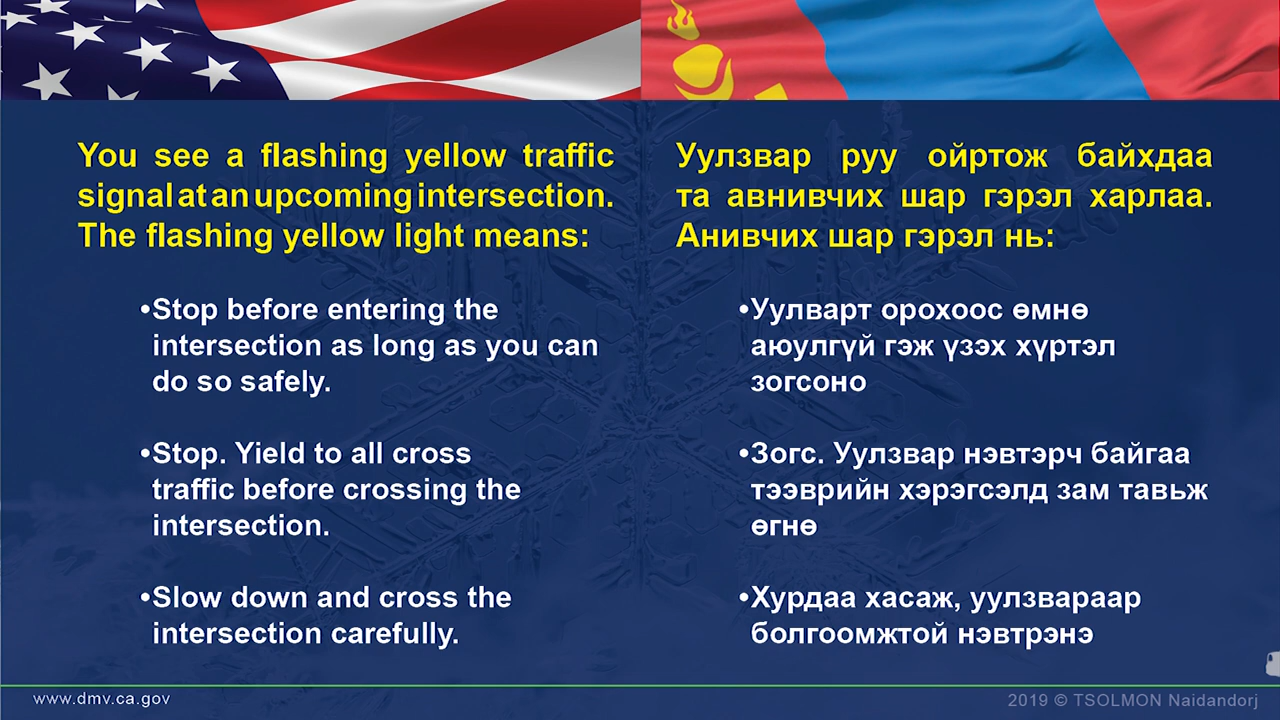 You see a flashing yellow traffic
signal at an upcoming intersection.
The flashing yellow light means:
•Stop before entering the
intersection as long as you can
do so safely.
•Stop. Yield to all cross
traffic before crossing the
intersection.
•Slow down and cross the
intersection carefully.
Уулзвар руу ойртож байхдаа
та авнивчих шар гэрэл харлаа.
Анивчих шар гэрэл нь:
•Уулварт орохоос өмнө
аюулгүй гэж үзэх хүртэл
зогсоно
•Зогс. Уулзвар нэвтэрч байгаа
тээврийн хэрэгсэлд зам тавьж
өгнө
•Хурдаа хасаж, уулзвараар
болгоомжтой нэвтрэнэ
www.dmv.ca.gov
2019 © TSOLMON Naidandorj